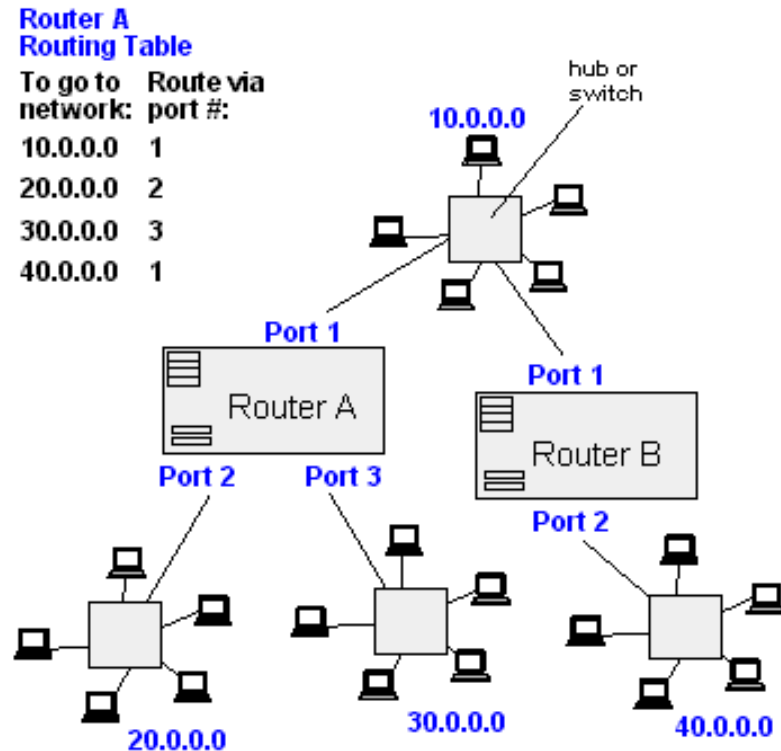 Router A
Routing Table
To go to Route via
network: port #:
10.0.0.0 1
20.0.0.0 2
30.0.0.0 3
40.0.0.0 1
hub or
switch
10.0.0.0
Port 1
Router A
Port 2 Port 3
Port 1
Router B
Port 2
20.0.0.0
30.0.0.0
40.0.0.0